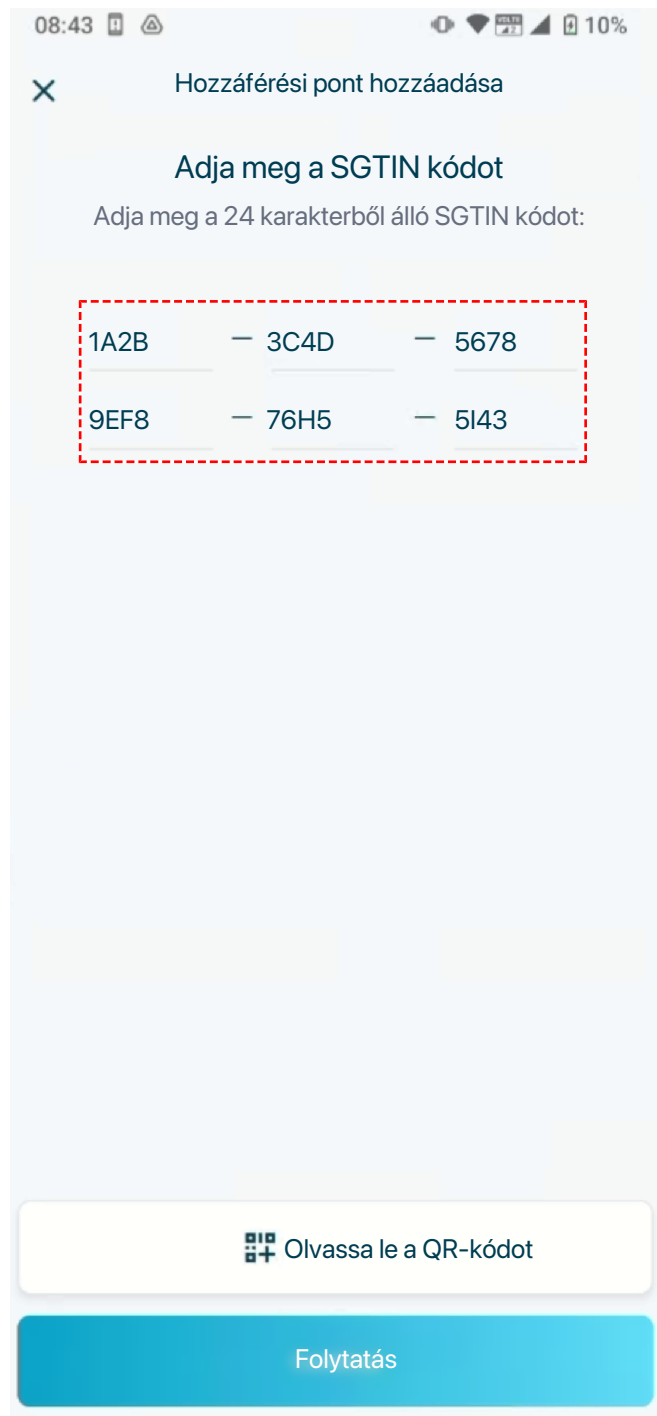 08:43 10%
Hozzáférési pont hozzáadása
Adja meg a SGTIN kódot
Adja meg a 24 karakterből álló SGTIN kódot:
1A2B — 3C4D — 5678
9EF8 — 76H5 — 5I43
Olvassa le a QR-kódot
Folytatás